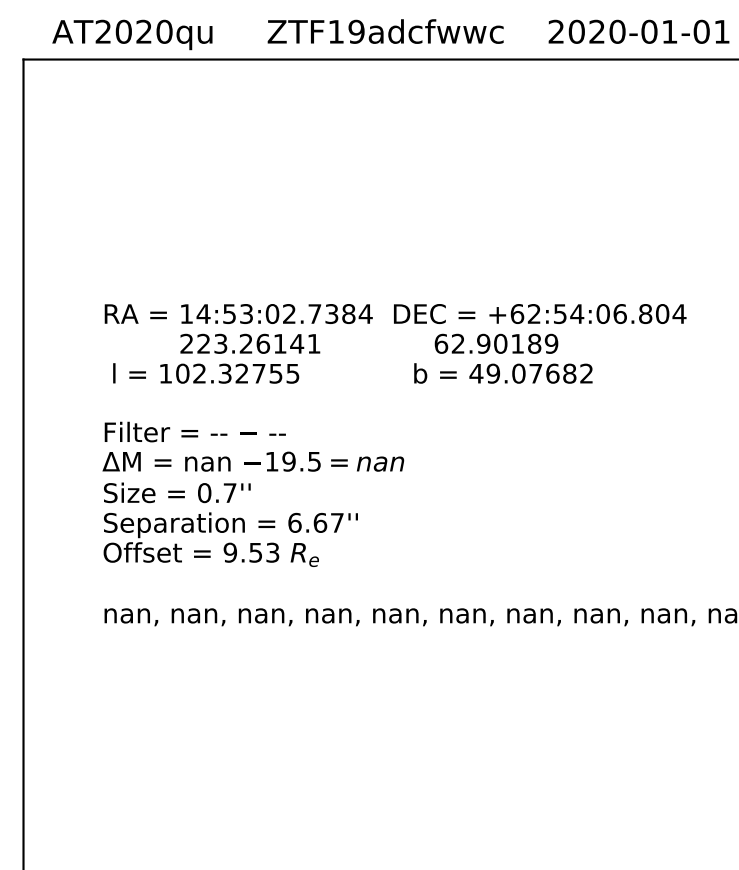 AT2020qu ZTF19adcfwwc 2020-01-01
RA = 14:53:02.7384 DEC = +62:54:06.804
223.26141 62.90189
l = 102.32755 b = 49.07682
Filter = -- − --
ΔM = nan −19.5 = nan
Size = 0.7''
Separation = 6.67''
Offset = 9.53 Re
nan, nan, nan, nan, nan, nan, nan, nan, nan, na